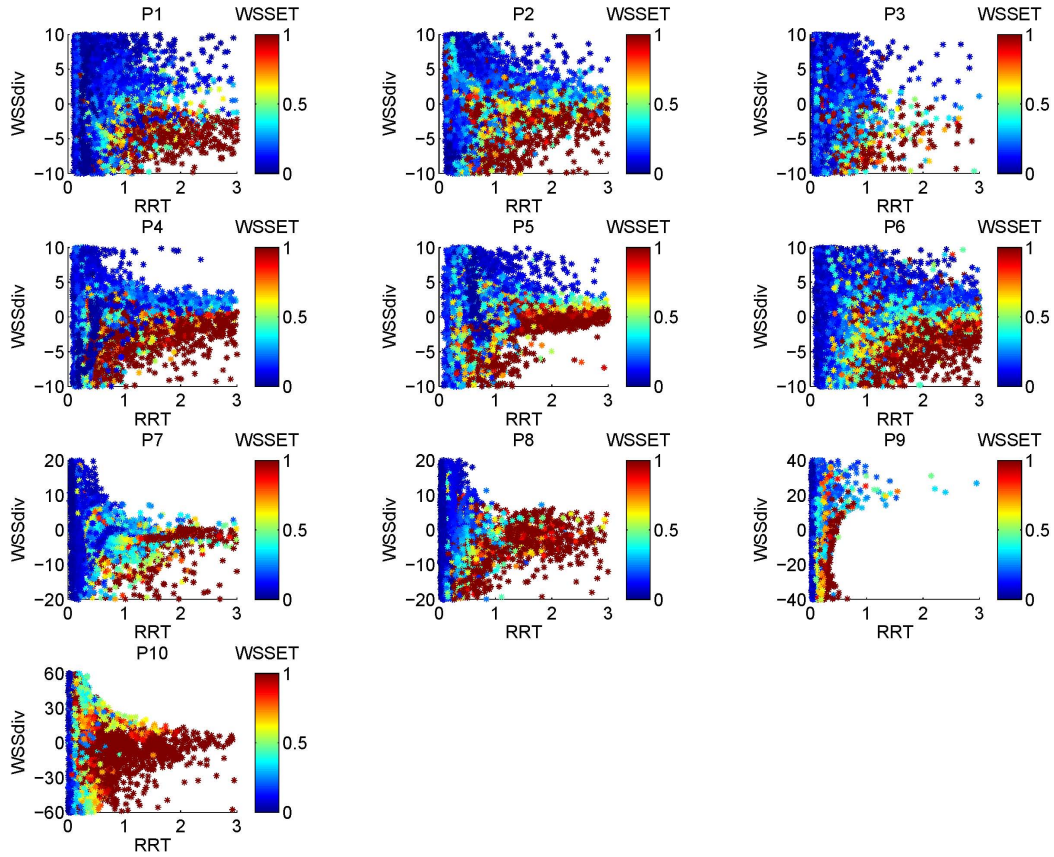 P1 WSSET P2 WSSET P3 WSSET
10 1 10 1 10 1
5 5 5
WSSdiv 0 0.5 WSSdiv 0 0.5 WSSdiv 0 0.5
−5 −5 −5
−10 0 −10 0 −10 0
0 1 2 3 0 1 2 3 0 1 2 3
RRT RRT RRT
P4 WSSET P5 WSSET P6 WSSET
10 1 10 1 10 1
5 5 5
WSSdiv 0 0.5 WSSdiv 0 0.5 WSSdiv 0 0.5
−5 −5 −5
−10 0 −10 0 −10 0
0 1 2 3 0 1 2 3 0 1 2 3
RRT RRT RRT
P7 WSSET P8 WSSET P9 WSSET
20 1 20 1 40 1
10 10 20
WSSdiv 0 0.5 WSSdiv 0 0.5 WSSdiv 0 0.5
−10 −10 −20
−20 0 −20 0 −40 0
0 1 2 3 0 1 2 3 0 1 2 3
RRT RRT RRT
P10 WSSET
60 1
30
WSSdiv 0 0.5
−30
−60 0
0 1 2 3
RRT